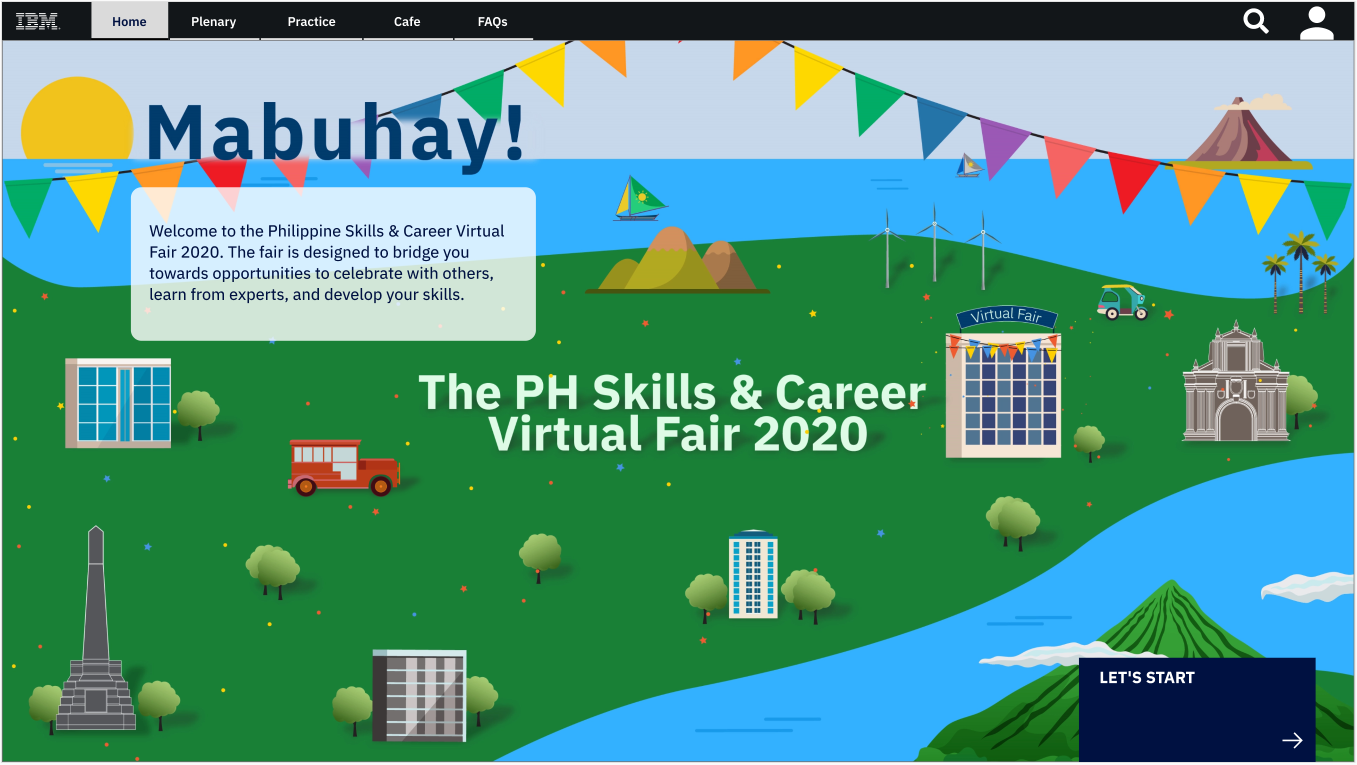 IBM
Home
Plenary
Practice
Cafe
FAQs
Mabuhay!
Welcome to the Philippine Skills & Career Virtual
Fair 2020. The fair is designed to bridge you
towards opportunities to celebrate with others,
learn from experts, and develop your skills.
Virtual Fair
The PH Skills & Career
Virtual Fair 2020
LET'S START